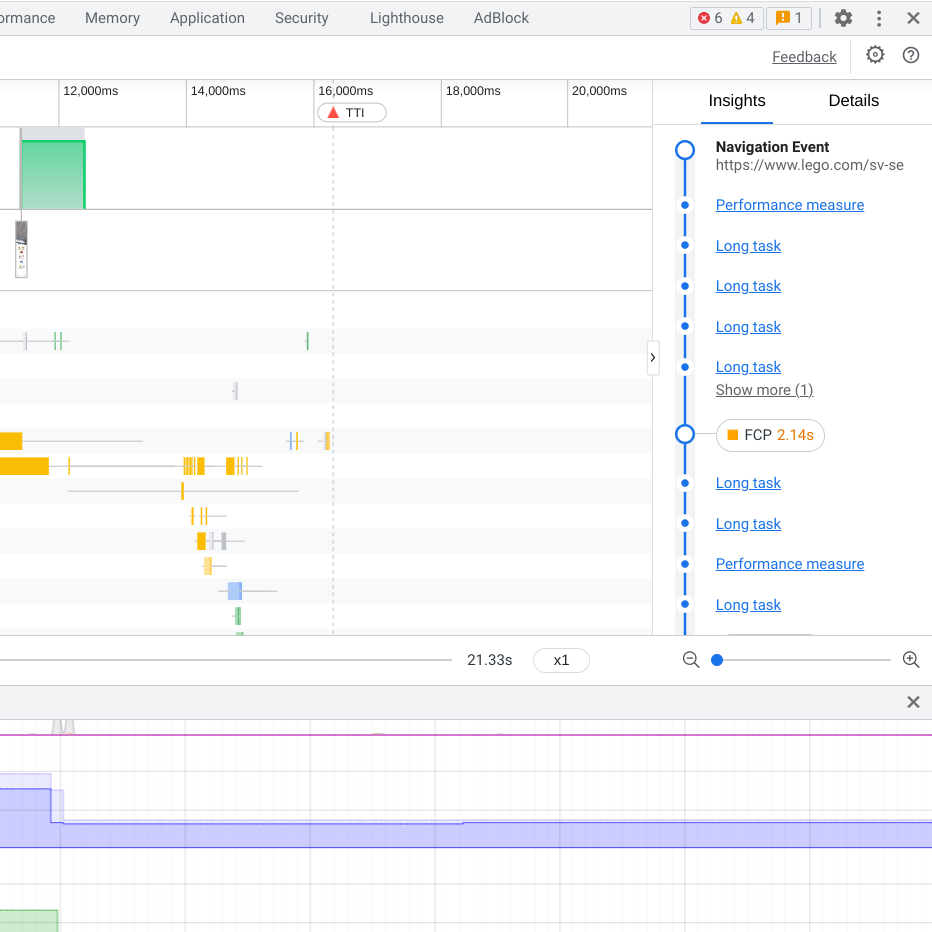 ormance Memory Application Security Lighthouse AdBlock 6 4 1
Feedback
12,000ms 14,000ms 16,000ms 18,000ms 20,000ms
TTI
Insights Details
Navigation Event
https://www.lego.com/sv-se
Performance measure
Long task
Long task
Long task
Long task
Show more (1)
FCP 2.14s
Long task
Long task
Performance measure
Long task
21.33s x1